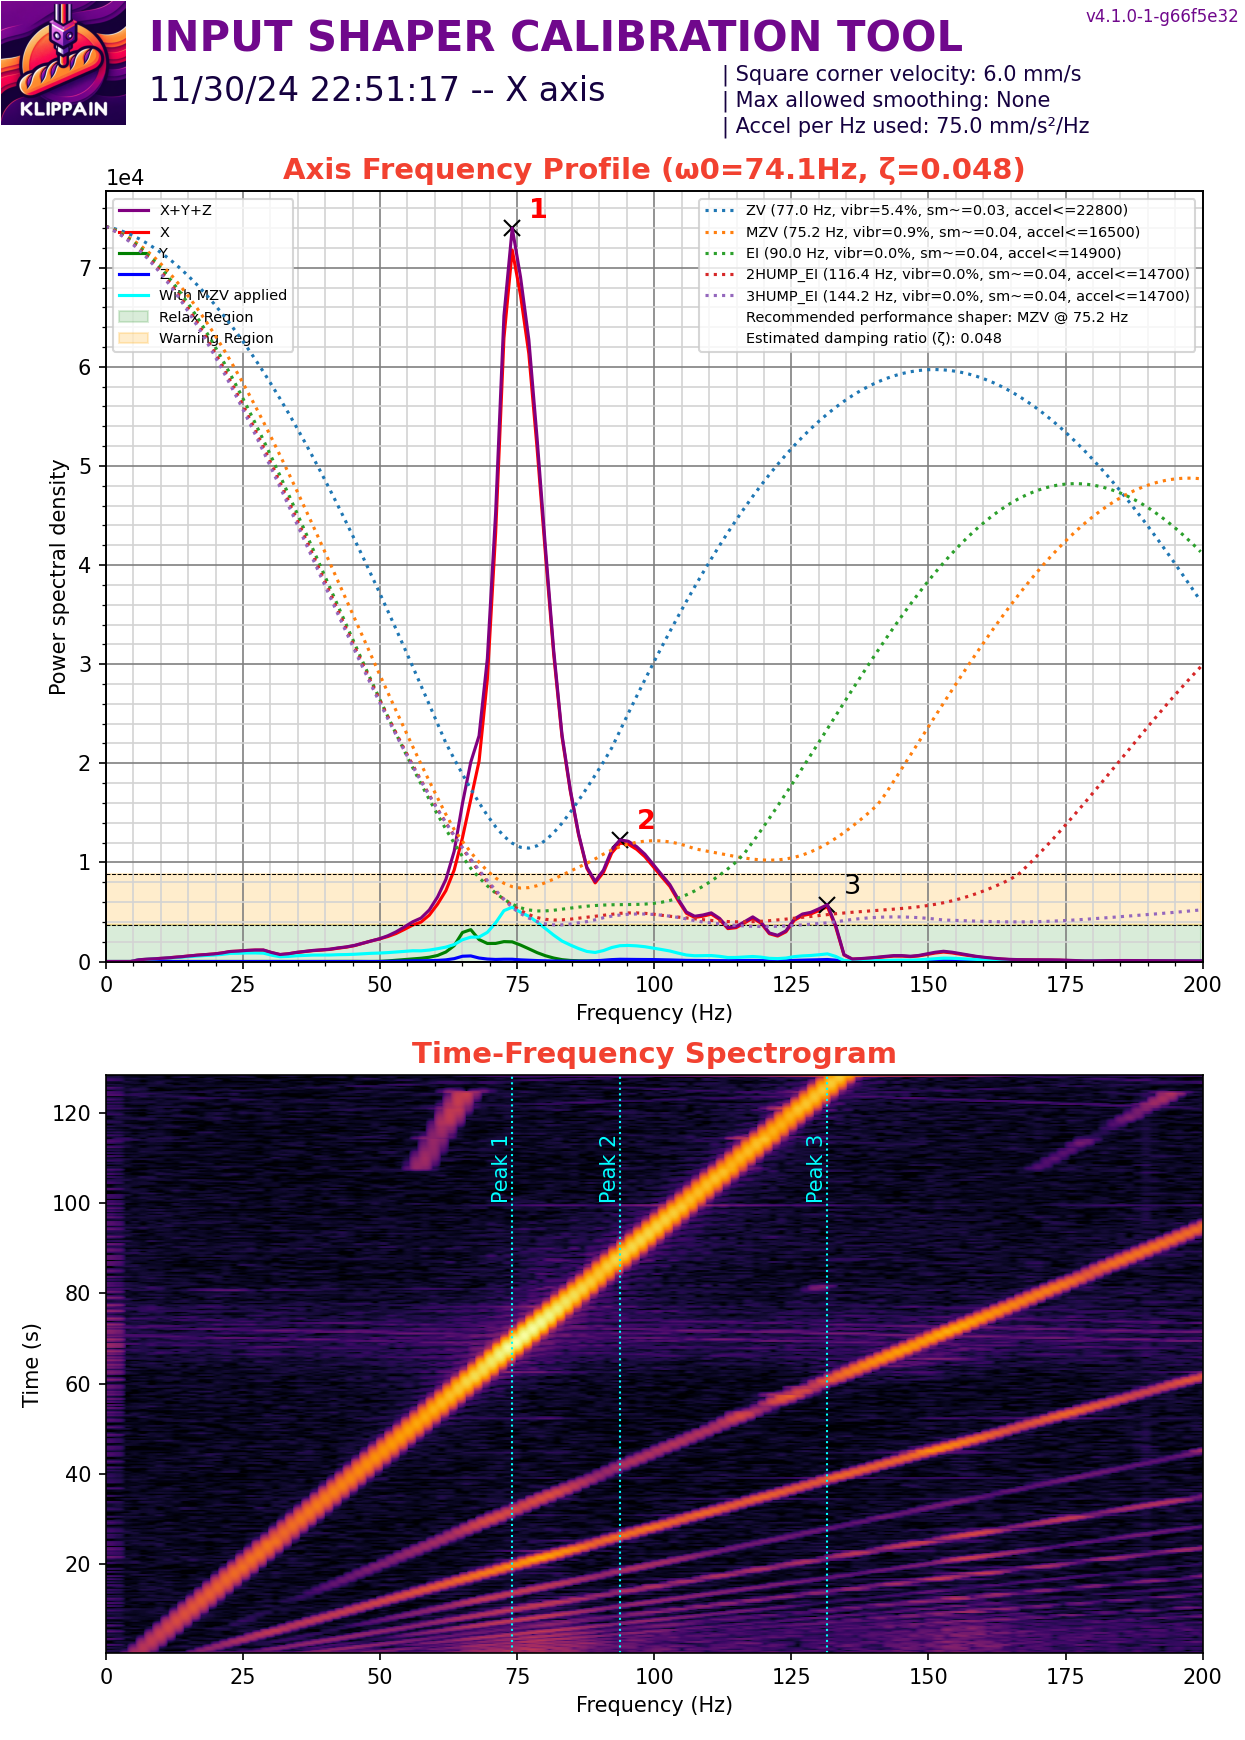 v4.1.0-1-g66f5e32
INPUT SHAPER CALIBRATION TOOL
11/30/24 22:51:17 -- X axis
| Square corner velocity: 6.0 mm/s
| Max allowed smoothing: None
| Accel per Hz used: 75.0 mm/s²/Hz
KLIPPAIN
Axis Frequency Profile (ω0=74.1Hz, ζ=0.048)
1e4
X+Y+Z
X
Y
Z
With MZV applied
Relax Region
Warning Region
ZV (77.0 Hz, vibr=5.4%, sm~=0.03, accel<=22800)
MZV (75.2 Hz, vibr=0.9%, sm~=0.04, accel<=16500)
EI (90.0 Hz, vibr=0.0%, sm~=0.04, accel<=14900)
2HUMP_EI (116.4 Hz, vibr=0.0%, sm~=0.04, accel<=14700)
3HUMP_EI (144.2 Hz, vibr=0.0%, sm~=0.04, accel<=14700)
Recommended performance shaper: MZV @ 75.2 Hz
Estimated damping ratio (ζ): 0.048
1
2
3
7
6
5
4
3
2
1
0
Power spectral density
0 25 50 75 100 125 150 175 200
Frequency (Hz)
Time-Frequency Spectrogram
Peak 1
Peak 2
Peak 3
120
100
80
60
40
20
Time (s)
0 25 50 75 100 125 150 175 200
Frequency (Hz)